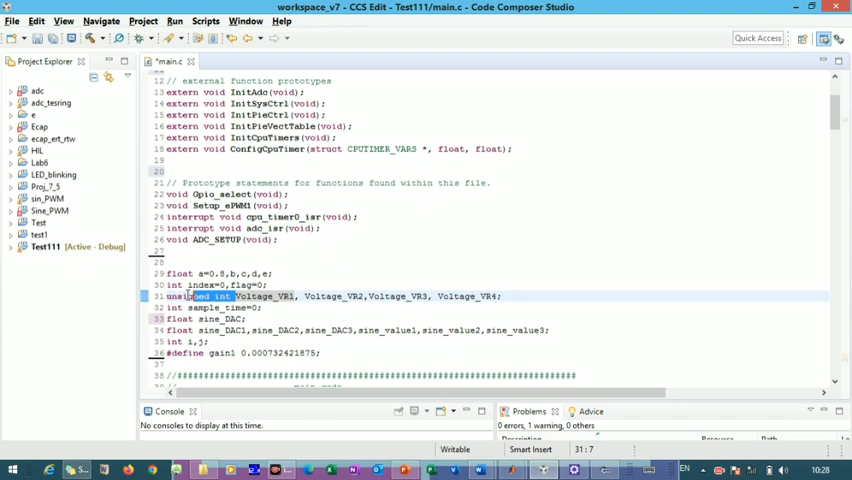 workspace_v7 - CCS Edit - Test111/main.c - Code Composer Studio
File Edit View Navigate Project Run Scripts Window Help
Quick Access
Project Explorer
*main.c
adc
adc_tesring
e
Ecap
ecap_ert_rtw
HIL
Lab6
LED_blinking
Proj_7_5
sin_PWM
Sine_PWM
Test
test1
Test111 [Active - Debug]
12 // external function prototypes
13 extern void InitAdc(void);
14 extern void InitSysCtrl(void);
15 extern void InitPieCtrl(void);
16 extern void InitPieVectTable(void);
17 extern void InitCpuTimers(void);
18 extern void ConfigCpuTimer(struct CPUTIMER_VARS *, float, float);
19
20
21 // Prototype statements for functions found within this file.
22 void Gpio_select(void);
23 void Setup_ePWM1(void);
24 interrupt void cpu_timer0_isr(void);
25 interrupt void adc_isr(void);
26 void ADC_SETUP(void);
27
28
29 float a=0.8,b,c,d,e;
30 int index=0,flag=0;
31 unsigned int Voltage_VR1, Voltage_VR2,Voltage_VR3, Voltage_VR4;
32 int sample_time=0;
33 float sine_DAC;
34 float sine_DAC1,sine_DAC2,sine_DAC3,sine_value1,sine_value2,sine_value3;
35 int i,j;
36 #define gain1 0.000732421875;
37
38 //############################################################################
main code
Console
No consoles to display at this time.
Problems
Advice
0 errors, 1 warning, 0 others
Description
Resource
Path
Writable
Smart Insert
31 : 7
EN
10:28